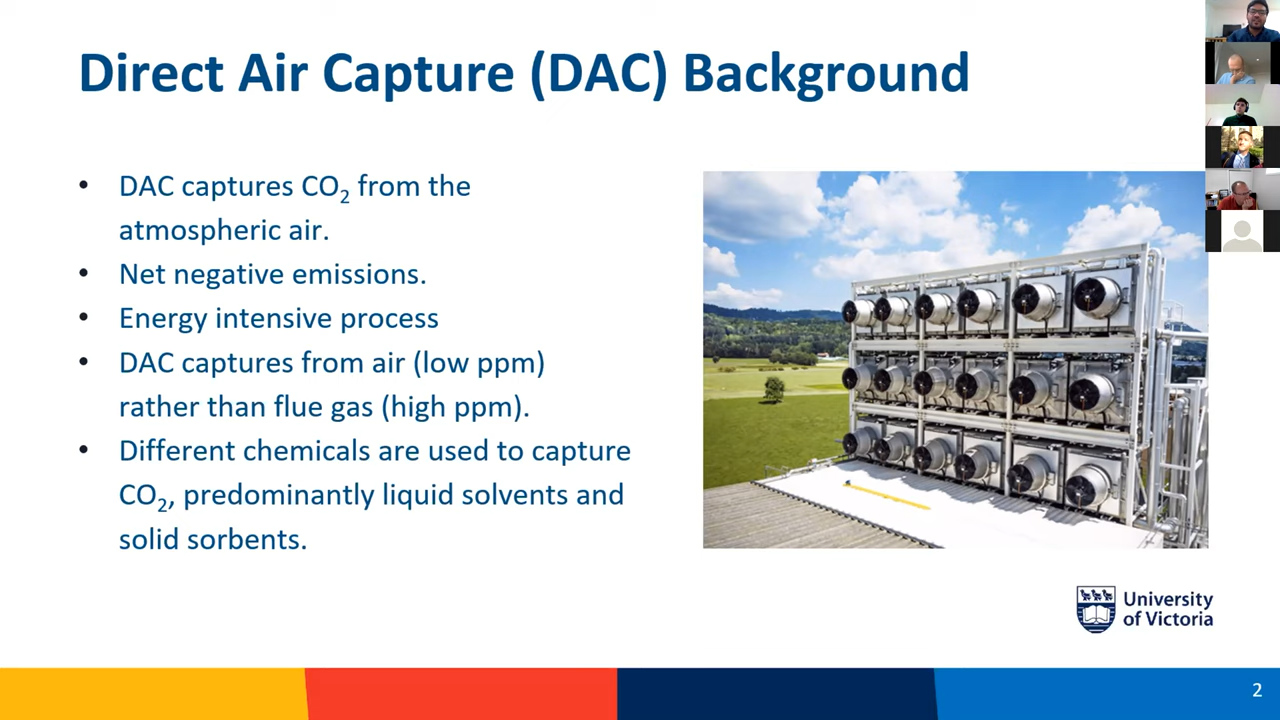 Direct Air Capture (DAC) Background
• DAC captures CO₂ from the
atmospheric air.
• Net negative emissions.
• Energy intensive process
• DAC captures from air (low ppm)
rather than flue gas (high ppm).
• Different chemicals are used to capture
CO₂, predominantly liquid solvents and
solid sorbents.
University
of Victoria
2